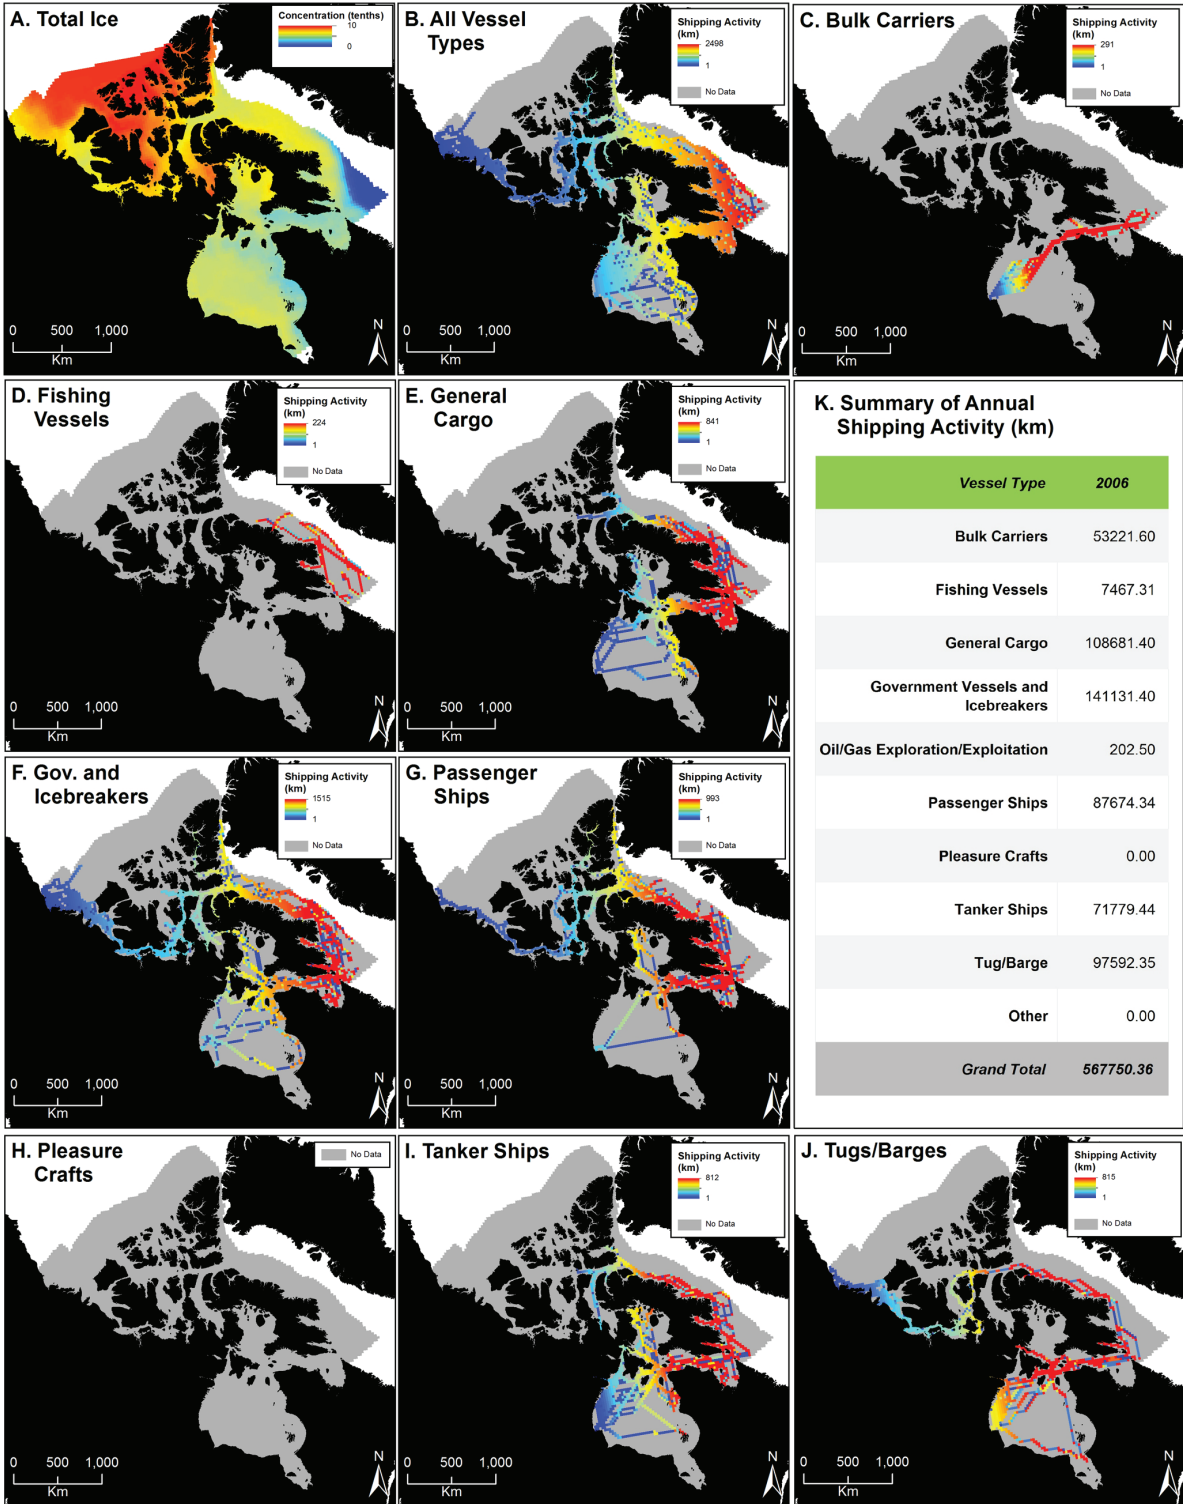 A. Total Ice
Concentration (tenths)
10
0
0 500 1,000
Km
N
B. All Vessel
Types
Shipping Activity
(km)
2498
1
No Data
0 500 1,000
Km
N
C. Bulk Carriers
Shipping Activity
(km)
291
1
No Data
0 500 1,000
Km
N
D. Fishing
Vessels
Shipping Activity
(km)
224
1
No Data
0 500 1,000
Km
N
E. General
Cargo
Shipping Activity
(km)
841
1
No Data
0 500 1,000
Km
N
K. Summary of Annual
Shipping Activity (km)
Vessel Type 2006
Bulk Carriers 53221.60
Fishing Vessels 7467.31
General Cargo 108681.40
Government Vessels and
Icebreakers 141131.40
Oil/Gas Exploration/Exploitation 202.50
Passenger Ships 87674.34
Pleasure Crafts 0.00
Tanker Ships 71779.44
Tug/Barge 97592.35
Other 0.00
Grand Total 567750.36
F. Gov. and
Icebreakers
Shipping Activity
(km)
1515
1
No Data
0 500 1,000
Km
N
G. Passenger
Ships
Shipping Activity
(km)
993
1
No Data
0 500 1,000
Km
N
H. Pleasure
Crafts
No Data
0 500 1,000
Km
N
I. Tanker Ships
Shipping Activity
(km)
812
1
No Data
0 500 1,000
Km
N
J. Tugs/Barges
Shipping Activity
(km)
815
1
No Data
0 500 1,000
Km
N